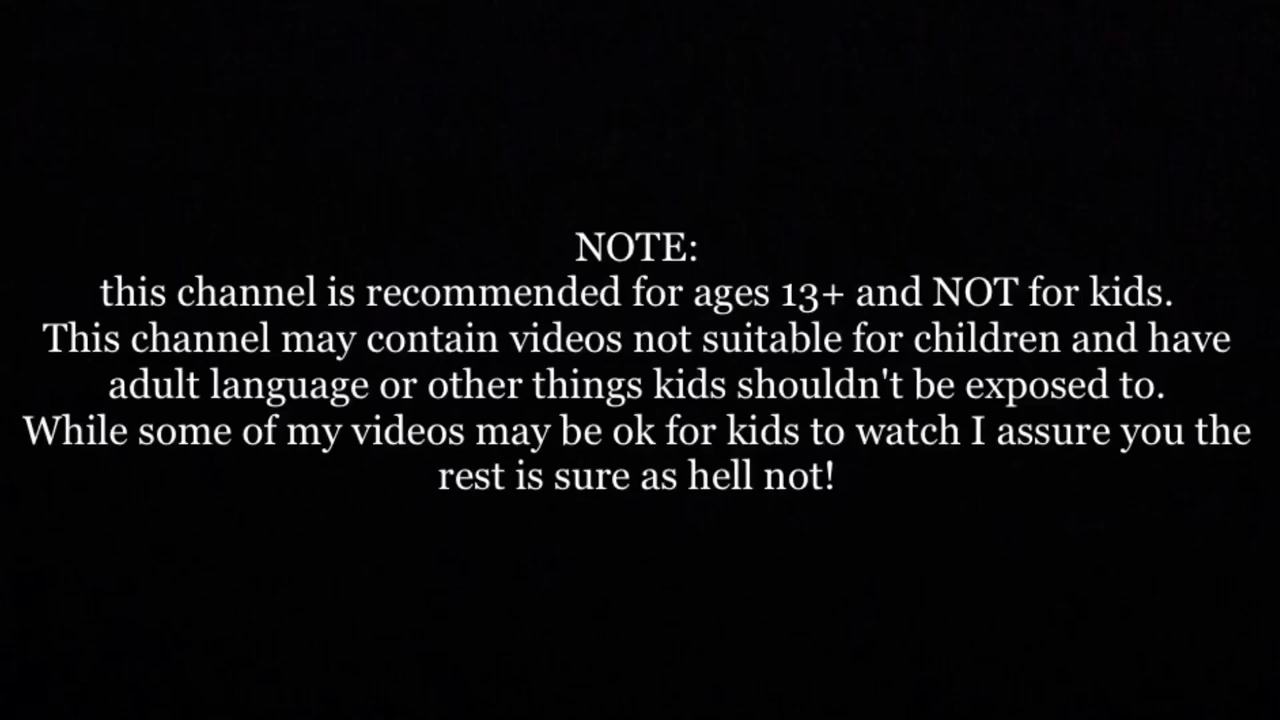 NOTE:
this channel is recommended for ages 13+ and NOT for kids.
This channel may contain videos not suitable for children and have
adult language or other things kids shouldn't be exposed to.
While some of my videos may be ok for kids to watch I assure you the
rest is sure as hell not!